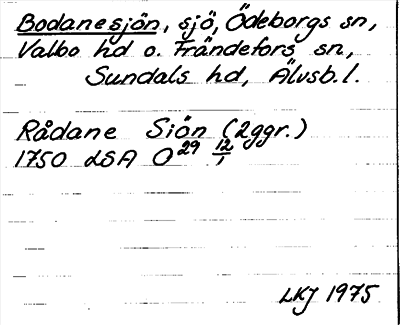 Bodanesjön, sjö, Ödeborgs sn,
Valbo hd o. Frändefors sn,
Sundals hd, Älvsb. l.
Rådane Siön (2ggr.)
1750 LSA O29 12/1
LKJ 1975